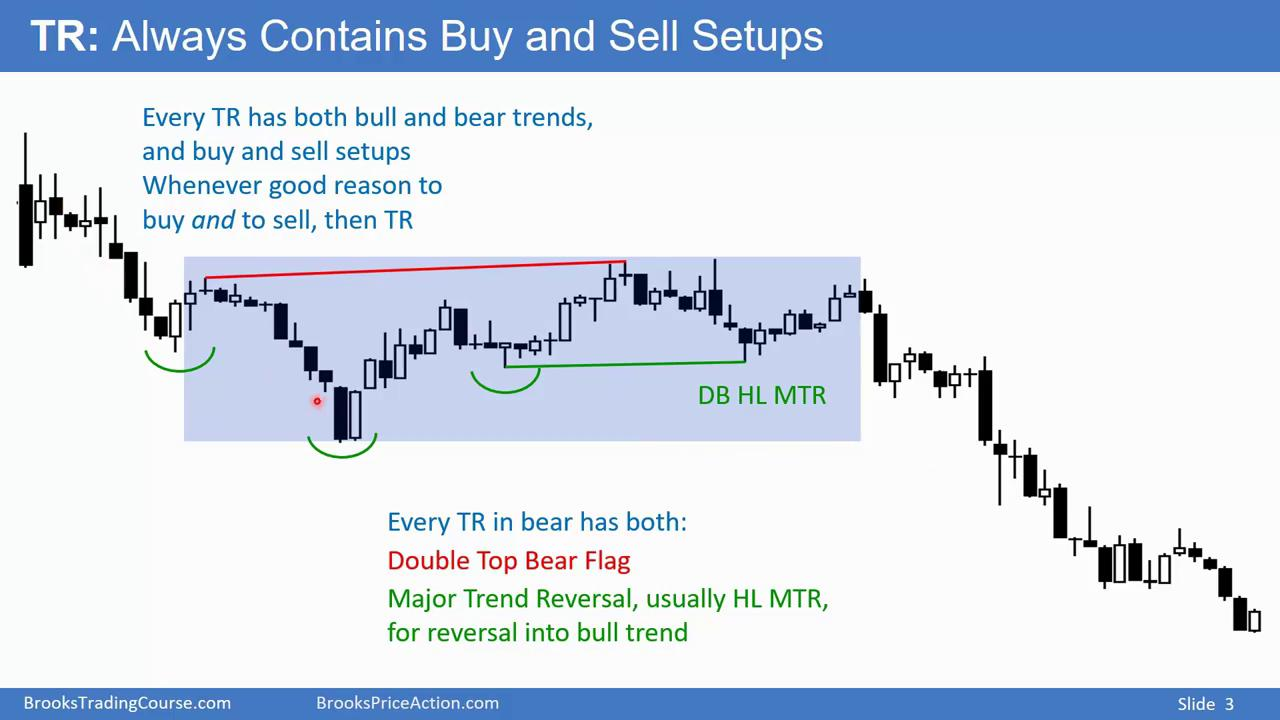 TR: Always Contains Buy and Sell Setups
Every TR has both bull and bear trends,
and buy and sell setups
Whenever good reason to
buy and to sell, then TR
DB HL MTR
Every TR in bear has both:
Double Top Bear Flag
Major Trend Reversal, usually HL MTR,
for reversal into bull trend
BrooksTradingCourse.com
BrooksPriceAction.com
Slide 3